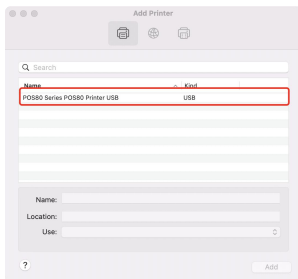 Add Printer
Search
Name Kind
POS80 Series POS80 Printer USB USB
Name:
Location:
Use:
?
Add